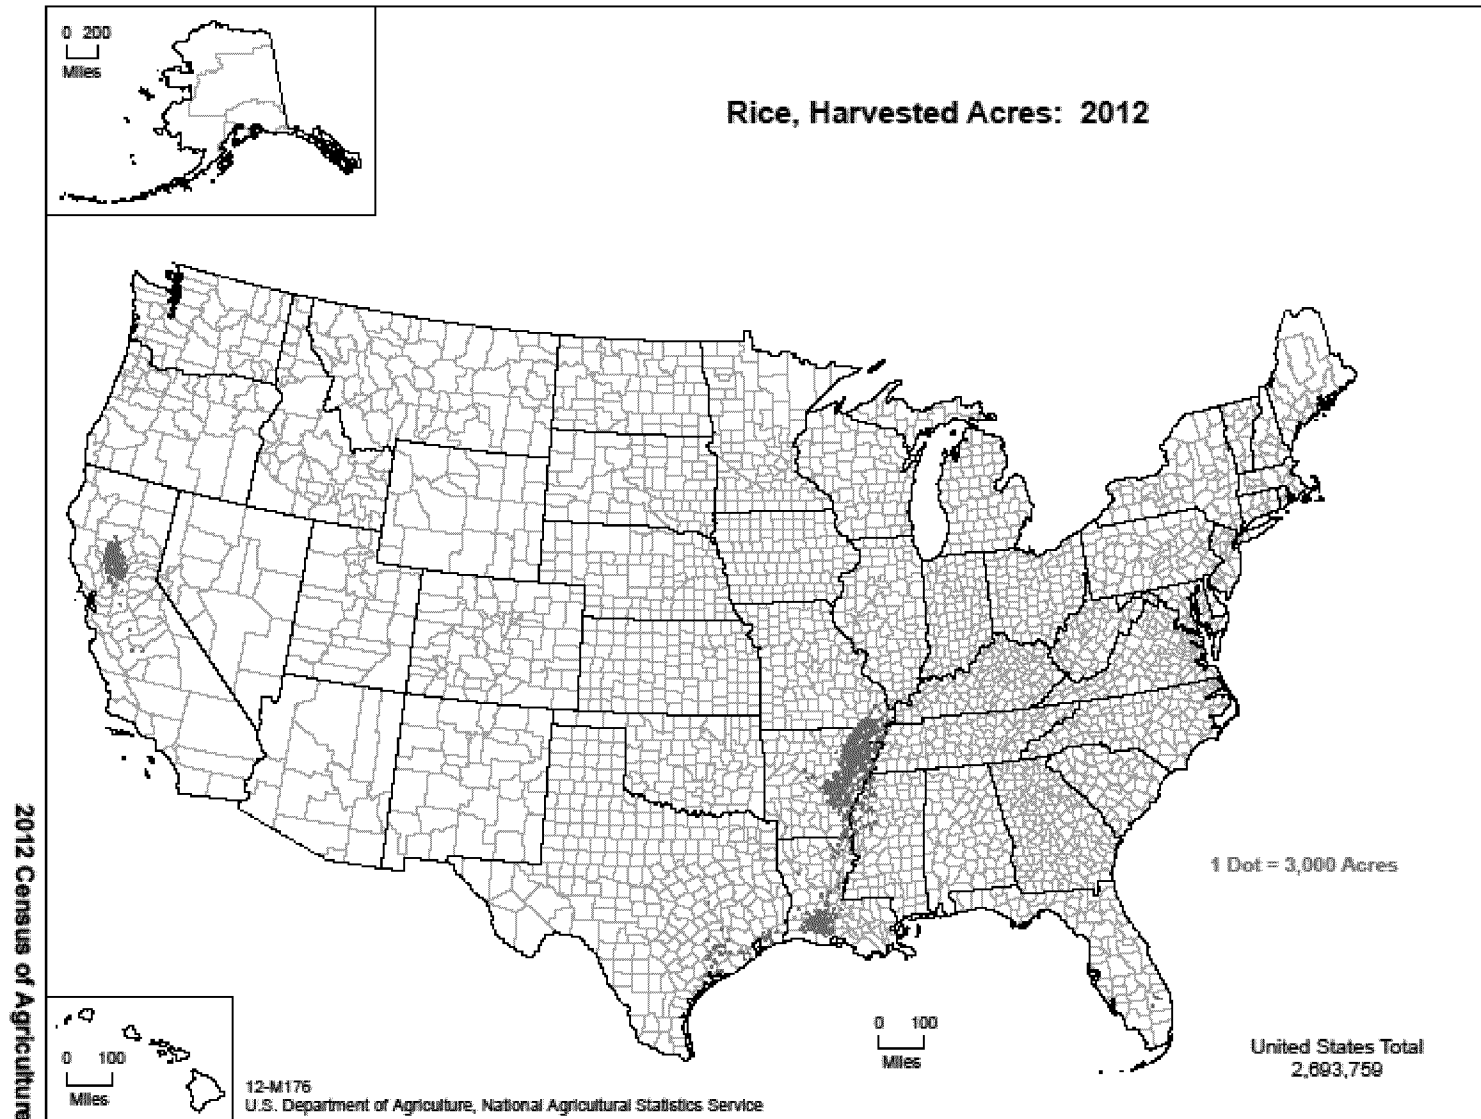 0 200
Miles
Rice, Harvested Acres: 2012
1 Dot = 3,000 Acres
0 100
Miles
United States Total
2,693,759
0 100
Miles
12-M176
U.S. Department of Agriculture, National Agricultural Statistics Service
2012 Census of Agriculture